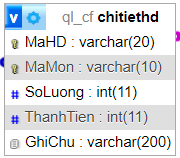 v ql_cf chitiethd
MaHD : varchar(20)
MaMon : varchar(10)
# SoLuong : int(11)
# ThanhTien : int(11)
GhiChu : varchar(200)